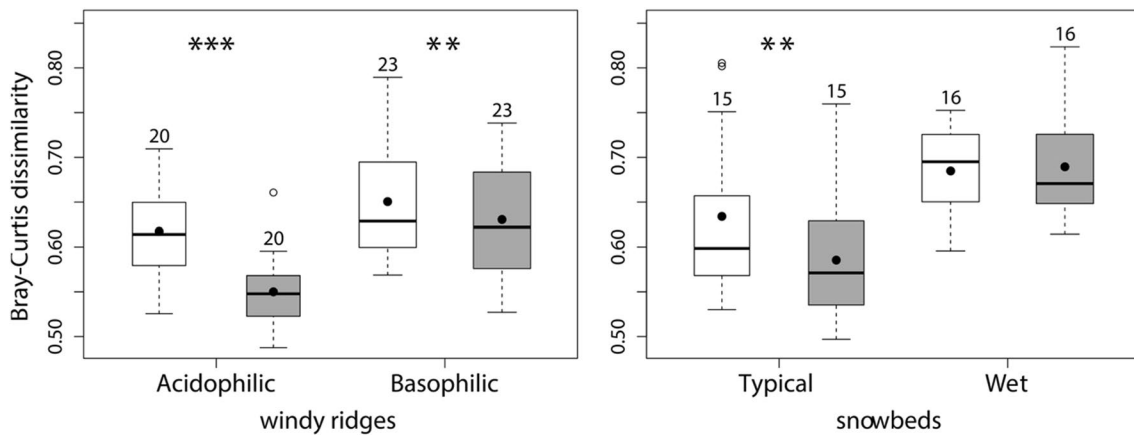 Bray-Curtis dissimilarity
0.80
0.70
0.60
0.50
***
**
20
20
23
23
Acidophilic
Basophilic
windy ridges
0.80
0.70
0.60
0.50
**
15
15
16
16
Typical
Wet
snowbeds